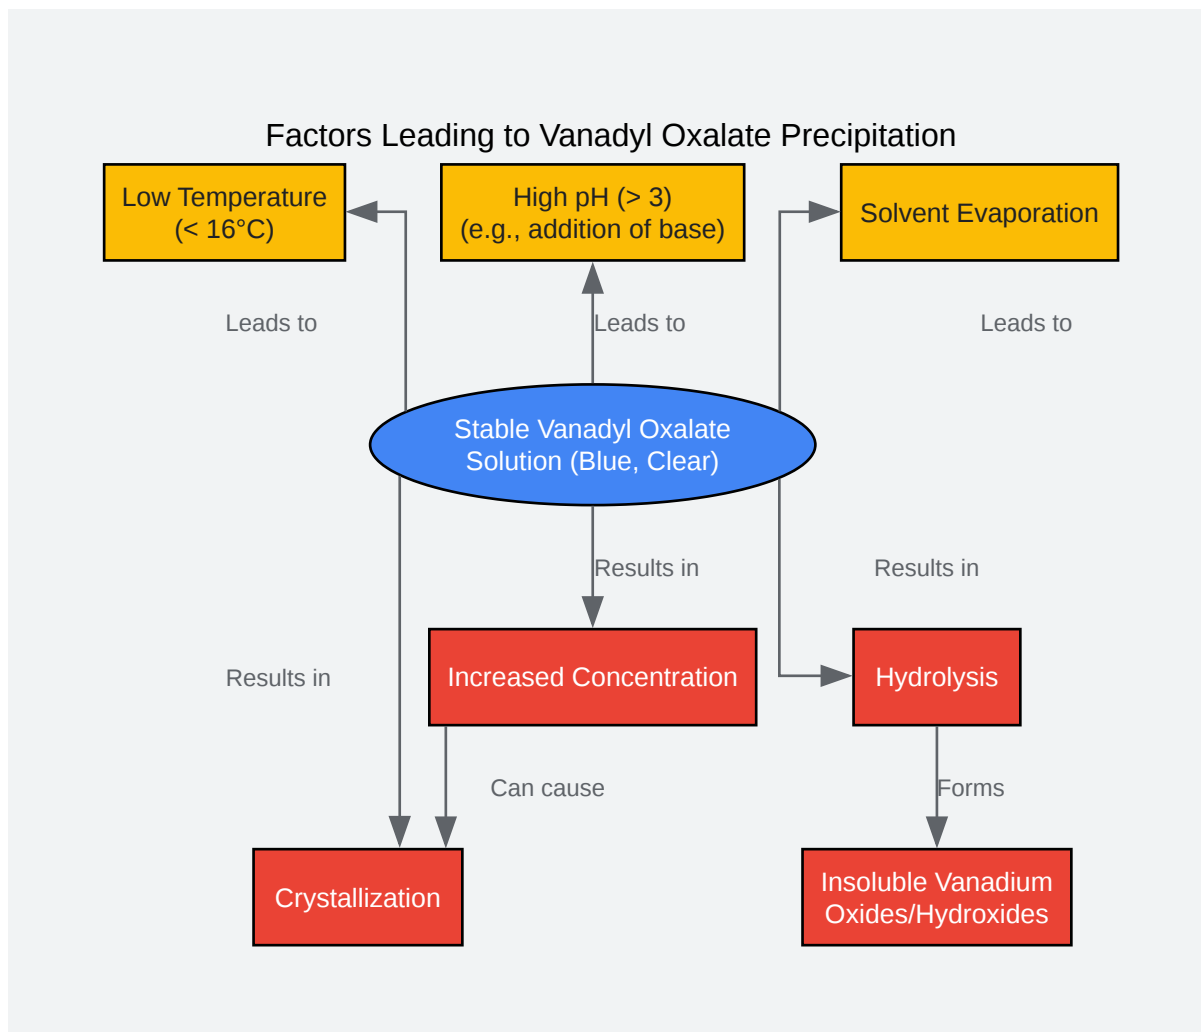 Factors Leading to Vanadyl Oxalate Precipitation
Low Temperature
(< 16°C)
High pH (> 3)
(e.g., addition of base)
Solvent Evaporation
Leads to
Leads to
Leads to
Stable Vanadyl Oxalate
Solution (Blue, Clear)
Results in
Results in
Increased Concentration
Hydrolysis
Results in
Can cause
Forms
Crystallization
Insoluble Vanadium
Oxides/Hydroxides